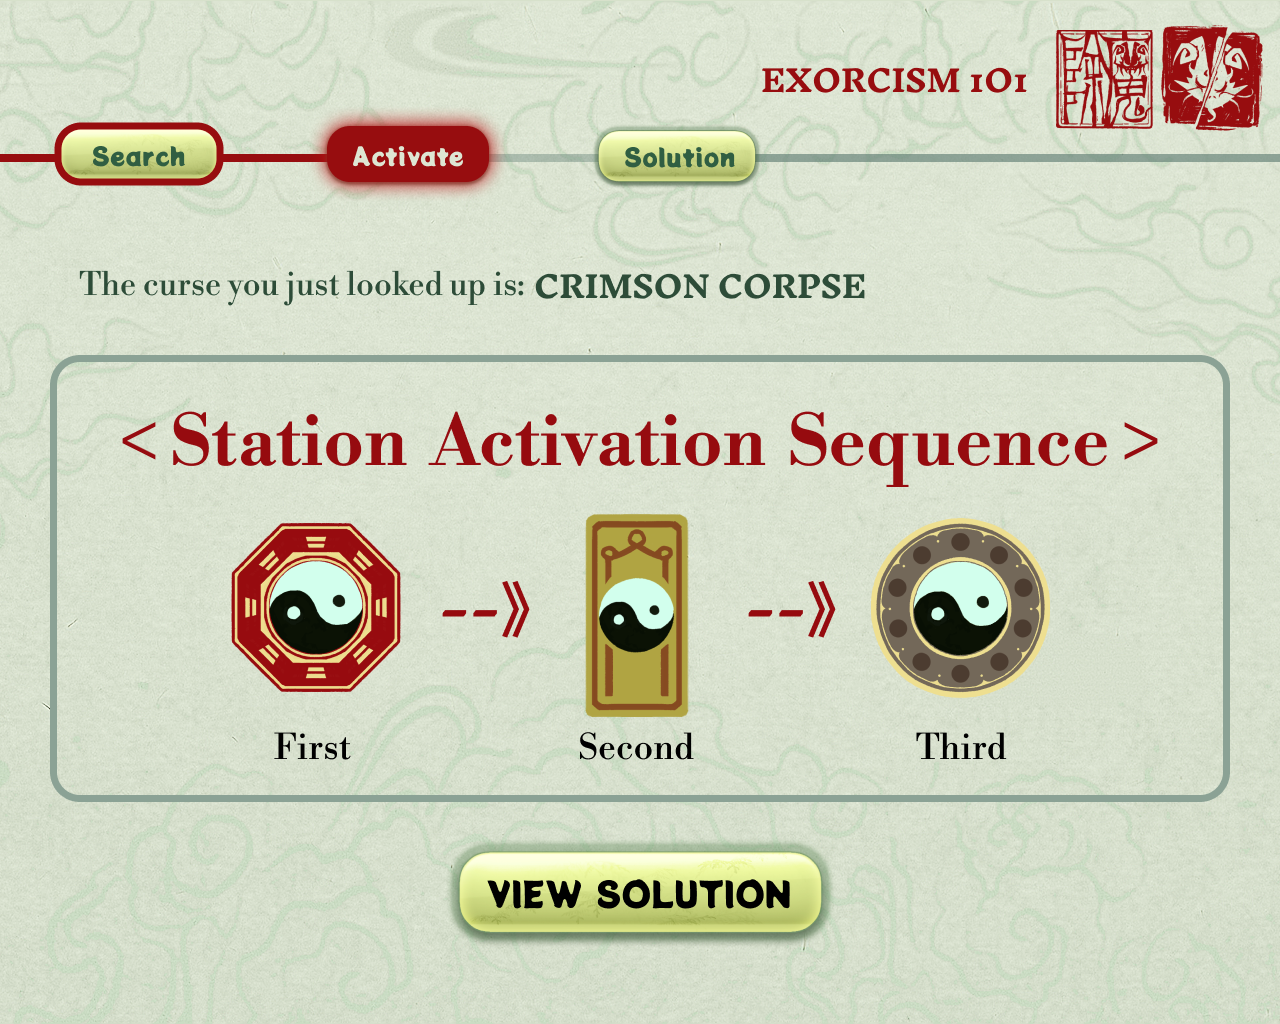 EXORCISM 101
Search
Activate
Solution
The curse you just looked up is: CRIMSON CORPSE
< Station Activation Sequence >
First
Second
Third
VIEW SOLUTION